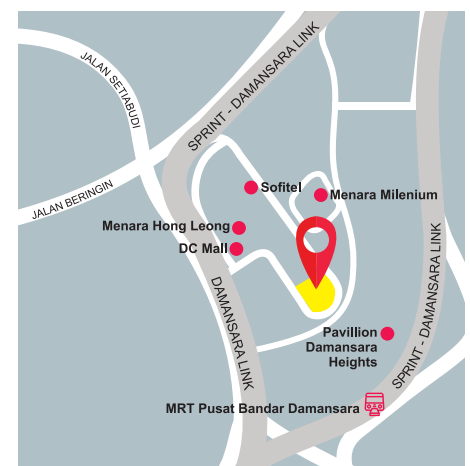 SPRINT - DAMANSARA LINK
JALAN SETIABUDI
JALAN BERINGIN
Sofitel
Menara Milenium
Menara Hong Leong
DC Mall
DAMANSARA LINK
Pavillion
Damansara
Heights
SPRINT - DAMANSARA LINK
MRT Pusat Bandar Damansara